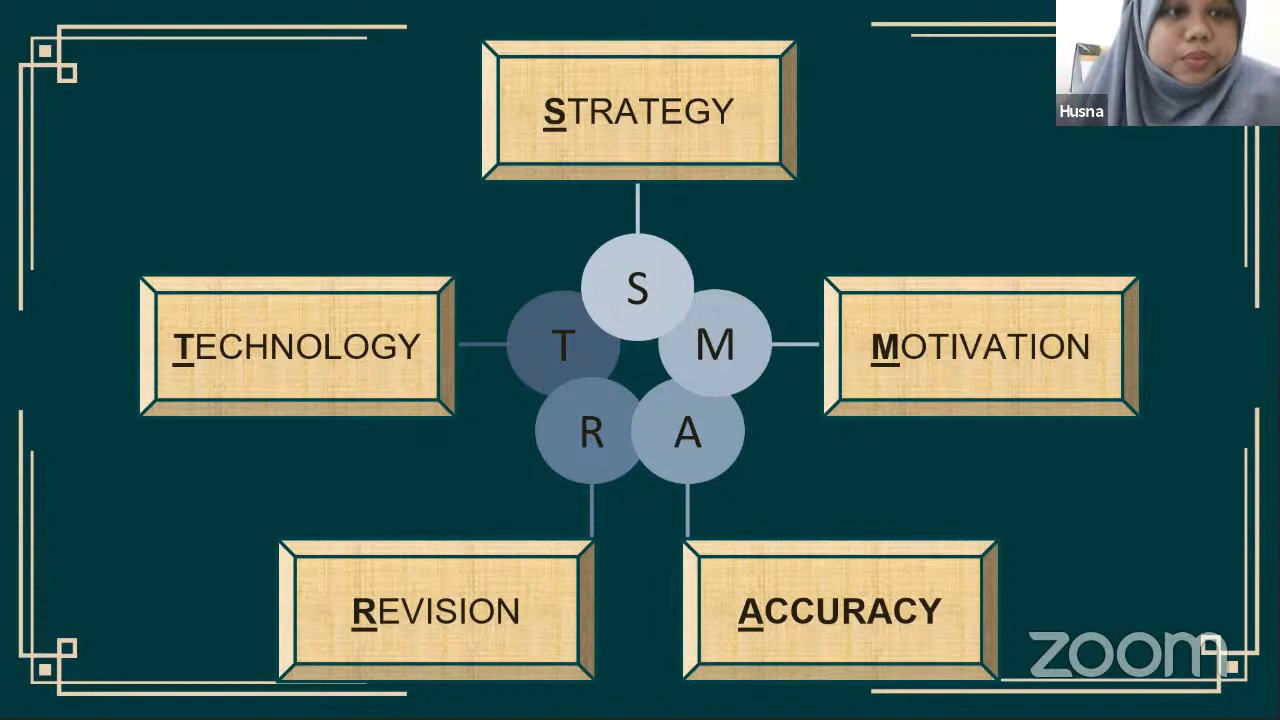 STRATEGY
Husna
S
TECHNOLOGY
T
M
MOTIVATION
R
A
REVISION
ACCURACY
zoom